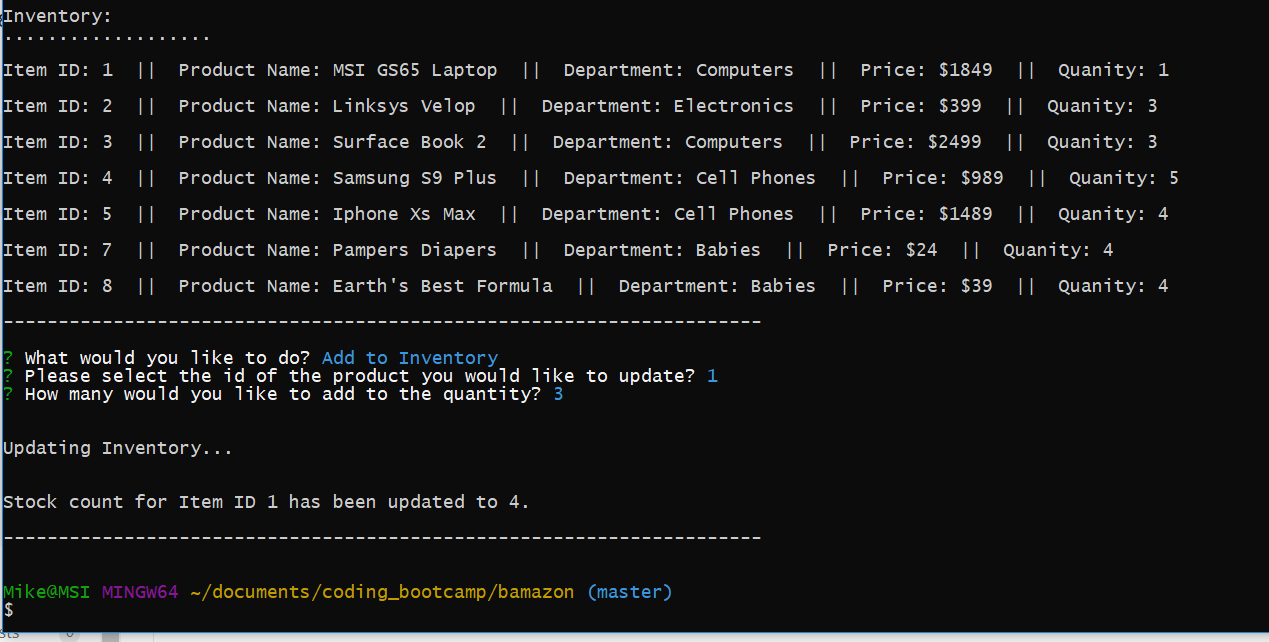 Inventory:
...................
Item ID: 1  ||  Product Name: MSI GS65 Laptop  ||  Department: Computers  ||  Price: $1849  ||  Quanity: 1
Item ID: 2  ||  Product Name: Linksys Velop  ||  Department: Electronics  ||  Price: $399  ||  Quanity: 3
Item ID: 3  ||  Product Name: Surface Book 2  ||  Department: Computers  ||  Price: $2499  ||  Quanity: 3
Item ID: 4  ||  Product Name: Samsung S9 Plus  ||  Department: Cell Phones  ||  Price: $989  ||  Quanity: 5
Item ID: 5  ||  Product Name: Iphone Xs Max  ||  Department: Cell Phones  ||  Price: $1489  ||  Quanity: 4
Item ID: 7  ||  Product Name: Pampers Diapers  ||  Department: Babies  ||  Price: $24  ||  Quanity: 4
Item ID: 8  ||  Product Name: Earth's Best Formula  ||  Department: Babies  ||  Price: $39  ||  Quanity: 4
---------------------------------------------------------------------
? What would you like to do? Add to Inventory
? Please select the id of the product you would like to update? 1
? How many would you like to add to the quantity? 3
Updating Inventory...
Stock count for Item ID 1 has been updated to 4.
---------------------------------------------------------------------
Mike@MSI MINGW64 ~/documents/coding_bootcamp/bamazon (master)
$